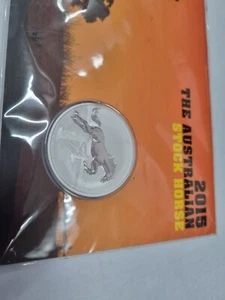 2015
THE AUSTRALIAN
STOCK HORSE